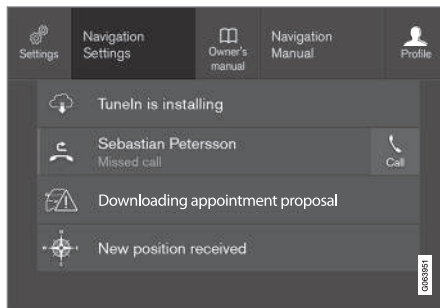 Settings
Navigation
Settings
Owner's
manual
Navigation
Manual
Profile
TuneIn is installing
Sebastian Petersson
Missed call
Call
Downloading appointment proposal
New position received
G063951